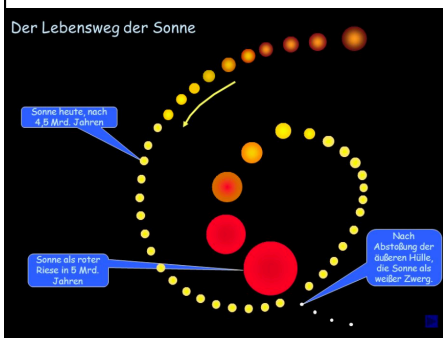 Der Lebensweg der Sonne
Sonne heute, nach
4,5 Mrd. Jahren
Sonne als roter
Riese in 5 Mrd.
Jahren
Nach
Abstoßung der
äußeren Hülle,
die Sonne als
weißer Zwerg.